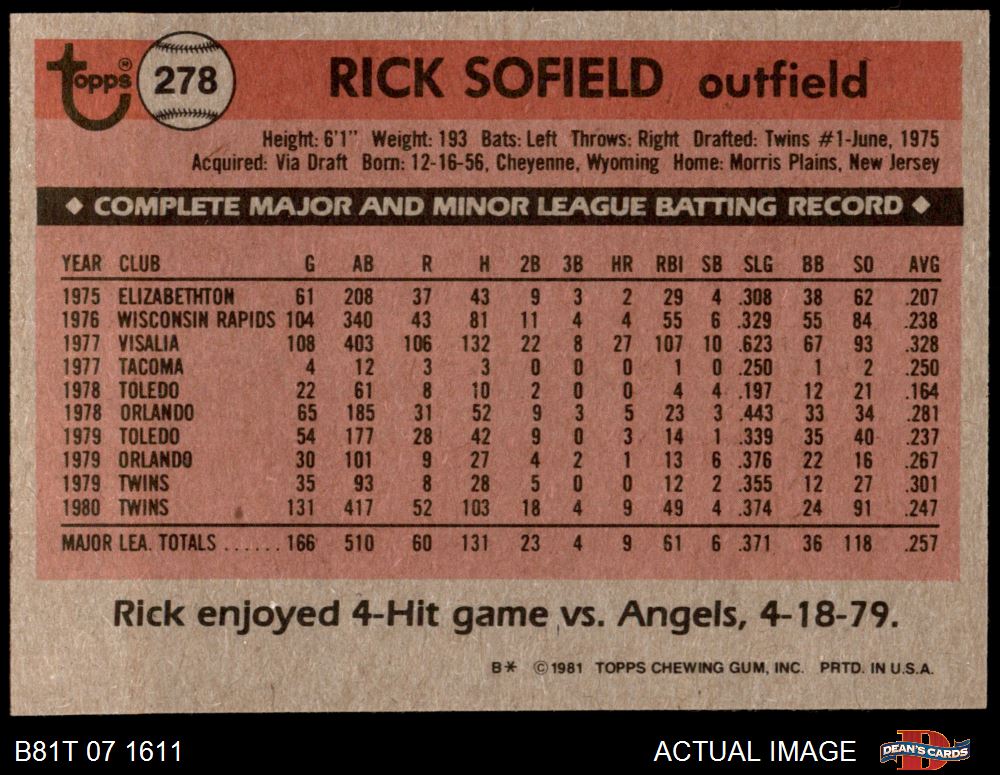 topps® 278 RICK SOFIELD outfield
Height: 6'1" Weight: 193 Bats: Left Throws: Right Drafted: Twins #1-June, 1975
Acquired: Via Draft Born: 12-16-56, Cheyenne, Wyoming Home: Morris Plains, New Jersey
◆ COMPLETE MAJOR AND MINOR LEAGUE BATTING RECORD ◆
YEAR CLUB G AB R H 2B 3B HR RBI SB SLG BB SO AVG
1975 ELIZABETHTON 61 208 37 43 9 3 2 29 4 .308 38 62 .207
1976 WISCONSIN RAPIDS 104 340 43 81 11 4 4 55 6 .329 55 84 .238
1977 VISALIA 108 403 106 132 22 8 27 107 10 .623 67 93 .328
1977 TACOMA 4 12 3 3 0 0 0 1 0 .250 1 2 .250
1978 TOLEDO 22 61 8 10 2 0 0 4 4 .197 12 21 .164
1978 ORLANDO 65 185 31 52 9 3 5 23 3 .443 33 34 .281
1979 TOLEDO 54 177 28 42 9 0 3 14 1 .339 35 40 .237
1979 ORLANDO 30 101 9 27 4 2 1 13 6 .376 22 16 .267
1979 TWINS 35 93 8 28 5 0 0 12 2 .355 12 27 .301
1980 TWINS 131 417 52 103 18 4 9 49 4 .374 24 91 .247
MAJOR LEA. TOTALS ...... 166 510 60 131 23 4 9 61 6 .371 36 118 .257
Rick enjoyed 4-Hit game vs. Angels, 4-18-79.
B* ©1981 TOPPS CHEWING GUM, INC. PRTD. IN U.S.A.
B81T 07 1611 ACTUAL IMAGE DEAN'S CARDS